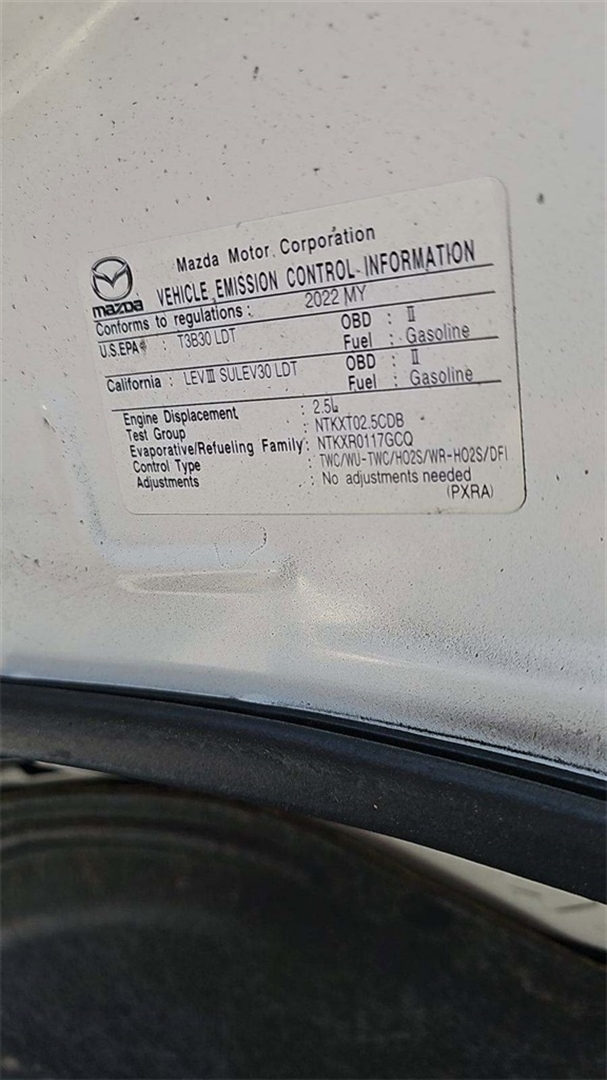 Mazda Motor Corporation
mazda
VEHICLE EMISSION CONTROL INFORMATION
Conforms to regulations : 2022 MY
U.S.EPA : T3B30 LDT OBD : II
Fuel : Gasoline
California : LEVIII SULEV30 LDT OBD : II
Fuel : Gasoline
Engine Displacement : 2.5L
Test Group : NTKXT02.5CDB
Evaporative/Refueling Family : NTKXR0117GCQ
Control Type : TWC/WU-TWC/HO2S/WR-HO2S/DFI
Adjustments : No adjustments needed
(PXRA)